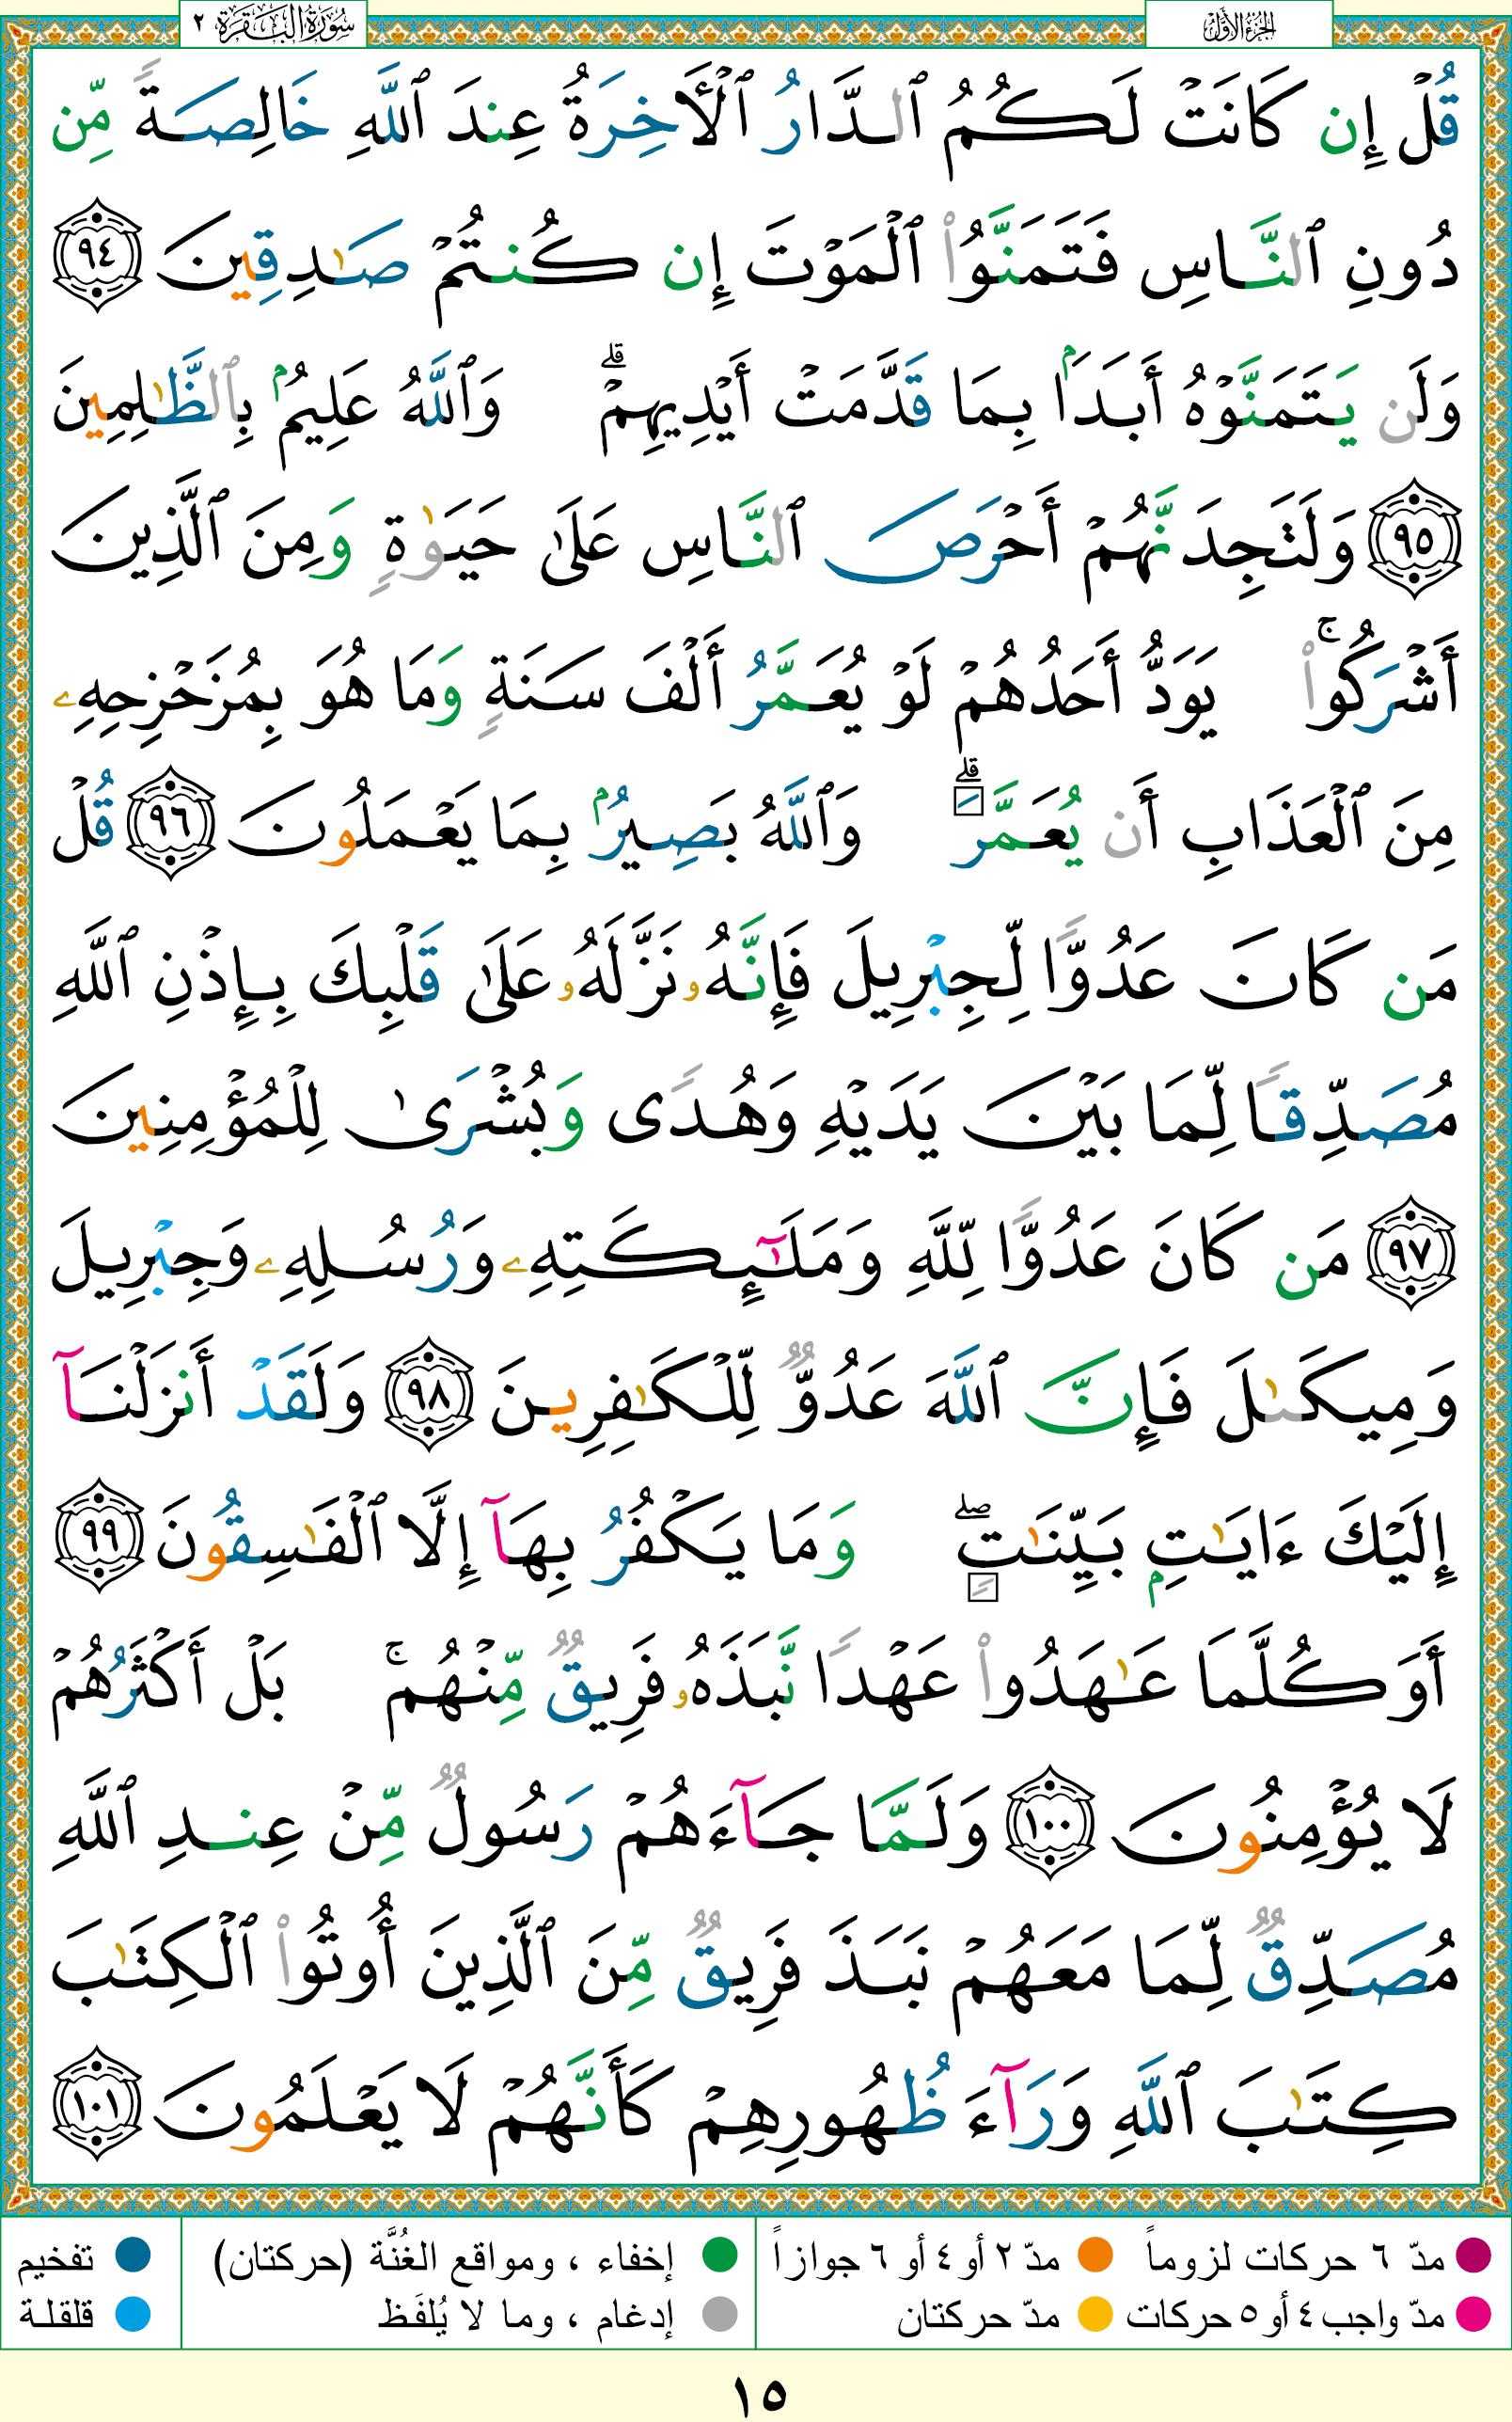 الجزء الأول
سورة البقرة ٢
قُلۡ إِن كَانَتۡ لَكُمُ ٱلدَّارُ ٱلۡأٓخِرَةُ عِندَ ٱللَّهِ خَالِصَةٗ مِّن
دُونِ ٱلنَّاسِ فَتَمَنَّوُاْ ٱلۡمَوۡتَ إِن كُنتُمۡ صَٰدِقِينَ ٩٤
وَلَن يَتَمَنَّوۡهُ أَبَدَۢا بِمَا قَدَّمَتۡ أَيۡدِيهِمۡۚ وَٱللَّهُ عَلِيمُۢ بِٱلظَّٰلِمِينَ
٩٥ وَلَتَجِدَنَّهُمۡ أَحۡرَصَ ٱلنَّاسِ عَلَىٰ حَيَوٰةٖ وَمِنَ ٱلَّذِينَ
أَشۡرَكُواْۚ يَوَدُّ أَحَدُهُمۡ لَوۡ يُعَمَّرُ أَلۡفَ سَنَةٖ وَمَا هُوَ بِمُزَحۡزِحِهِۦ
مِنَ ٱلۡعَذَابِ أَن يُعَمَّرَۗ وَٱللَّهُ بَصِيرُۢ بِمَا يَعۡمَلُونَ ٩٦ قُلۡ
مَن كَانَ عَدُوّٗا لِّجِبۡرِيلَ فَإِنَّهُۥ نَزَّلَهُۥ عَلَىٰ قَلۡبِكَ بِإِذۡنِ ٱللَّهِ
مُصَدِّقٗا لِّمَا بَيۡنَ يَدَيۡهِ وَهُدٗى وَبُشۡرَىٰ لِلۡمُؤۡمِنِينَ
٩٧ مَن كَانَ عَدُوّٗا لِّلَّهِ وَمَلَٰٓئِكَتِهِۦ وَرُسُلِهِۦ وَجِبۡرِيلَ
وَمِيكَىٰلَ فَإِنَّ ٱللَّهَ عَدُوّٞ لِّلۡكَٰفِرِينَ ٩٨ وَلَقَدۡ أَنزَلۡنَآ
إِلَيۡكَ ءَايَٰتِۭ بَيِّنَٰتٖۖ وَمَا يَكۡفُرُ بِهَآ إِلَّا ٱلۡفَٰسِقُونَ ٩٩
أَوَكُلَّمَا عَٰهَدُواْ عَهۡدٗا نَّبَذَهُۥ فَرِيقٞ مِّنۡهُمۚ بَلۡ أَكۡثَرُهُمۡ
لَا يُؤۡمِنُونَ ١٠٠ وَلَمَّا جَآءَهُمۡ رَسُولٞ مِّنۡ عِندِ ٱللَّهِ
مُصَدِّقٞ لِّمَا مَعَهُمۡ نَبَذَ فَرِيقٞ مِّنَ ٱلَّذِينَ أُوتُواْ ٱلۡكِتَٰبَ
كِتَٰبَ ٱللَّهِ وَرَآءَ ظُهُورِهِمۡ كَأَنَّهُمۡ لَا يَعۡلَمُونَ ١٠١
مدّ ٦ حركات لزوماً مدّ ٢ أو ٤ أو ٦ جوازاً إخفاء ، ومواقع الغُنَّة (حركتان) تفخيم
مدّ واجب ٤ أو ٥ حركات مدّ حركتان إدغام ، وما لا يُلفَظ قلقلة
١٥